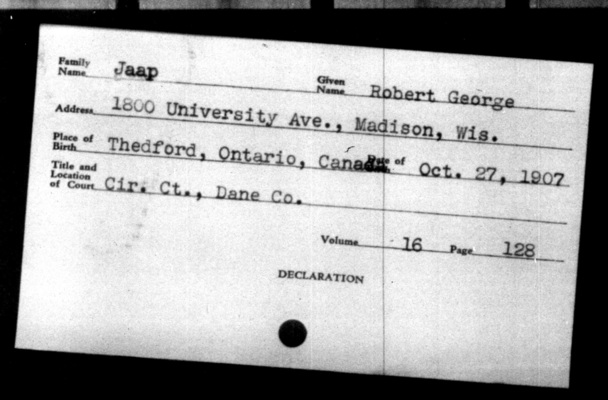 Family Name Jaap Given Name Robert George
Address 1800 University Ave., Madison, Wis.
Place of Birth Thedford, Ontario, Canada Date of Birth Oct. 27, 1907
Title and Location of Court Cir. Ct., Dane Co.
Volume 16 Page 128
DECLARATION